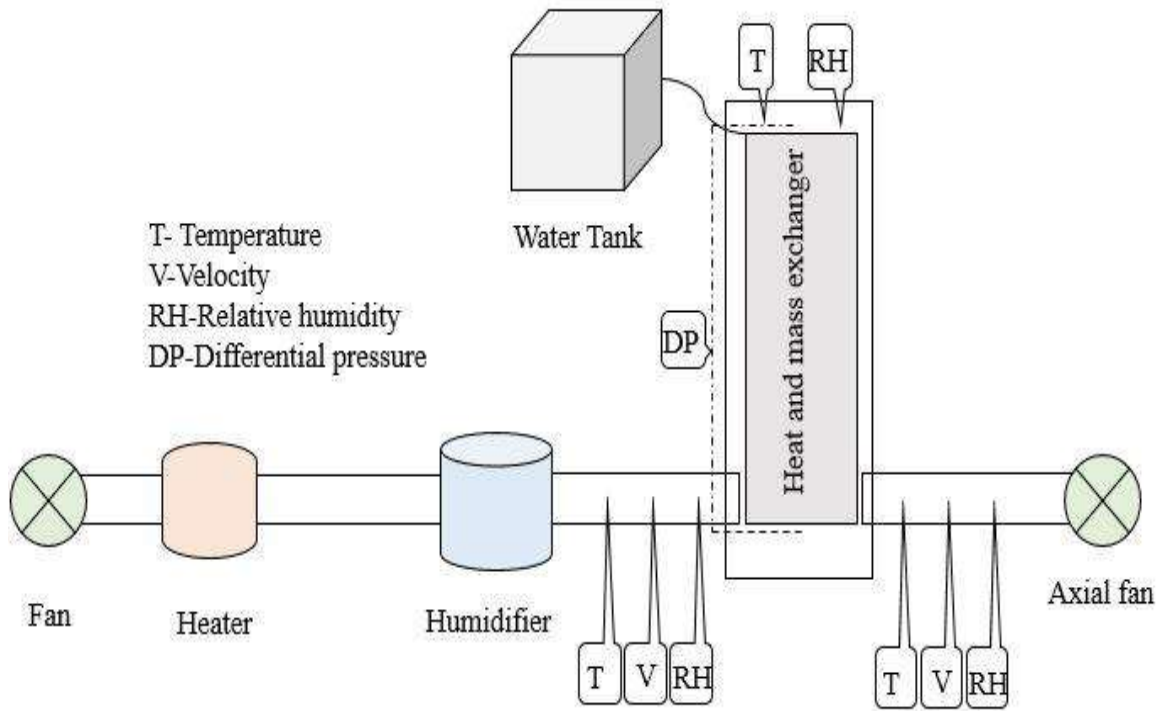 T
RH
Water Tank
Heat and mass exchanger
T- Temperature
V-Velocity
RH-Relative humidity
DP-Differential pressure
DP
Fan
Heater
Humidifier
Axial fan
T
V
RH
T
V
RH